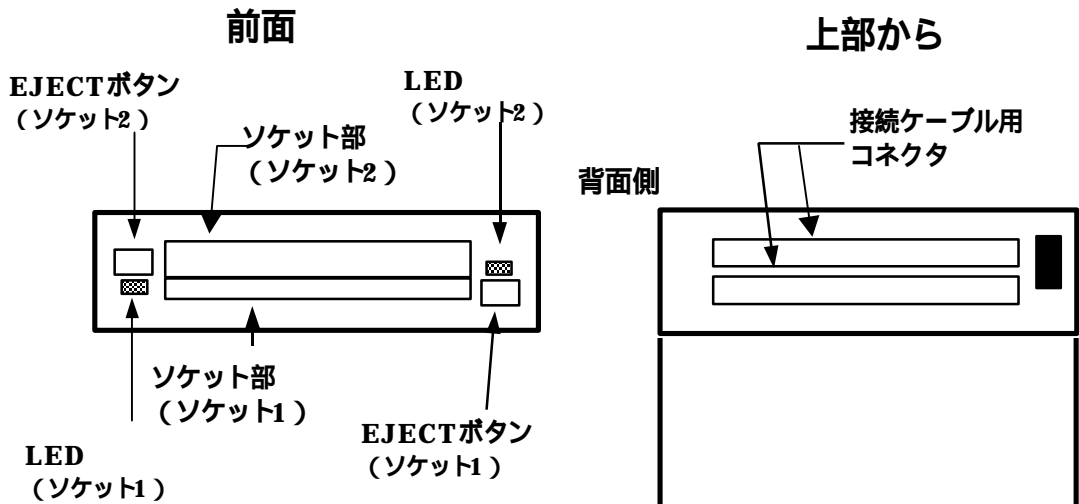 前面
上部から
EJECTボタン
（ソケット2）
LED
（ソケット2）
ソケット部
（ソケット2）
接続ケーブル用
コネクタ
背面側
ソケット部
（ソケット1）
EJECTボタン
（ソケット1）
LED
（ソケット1）